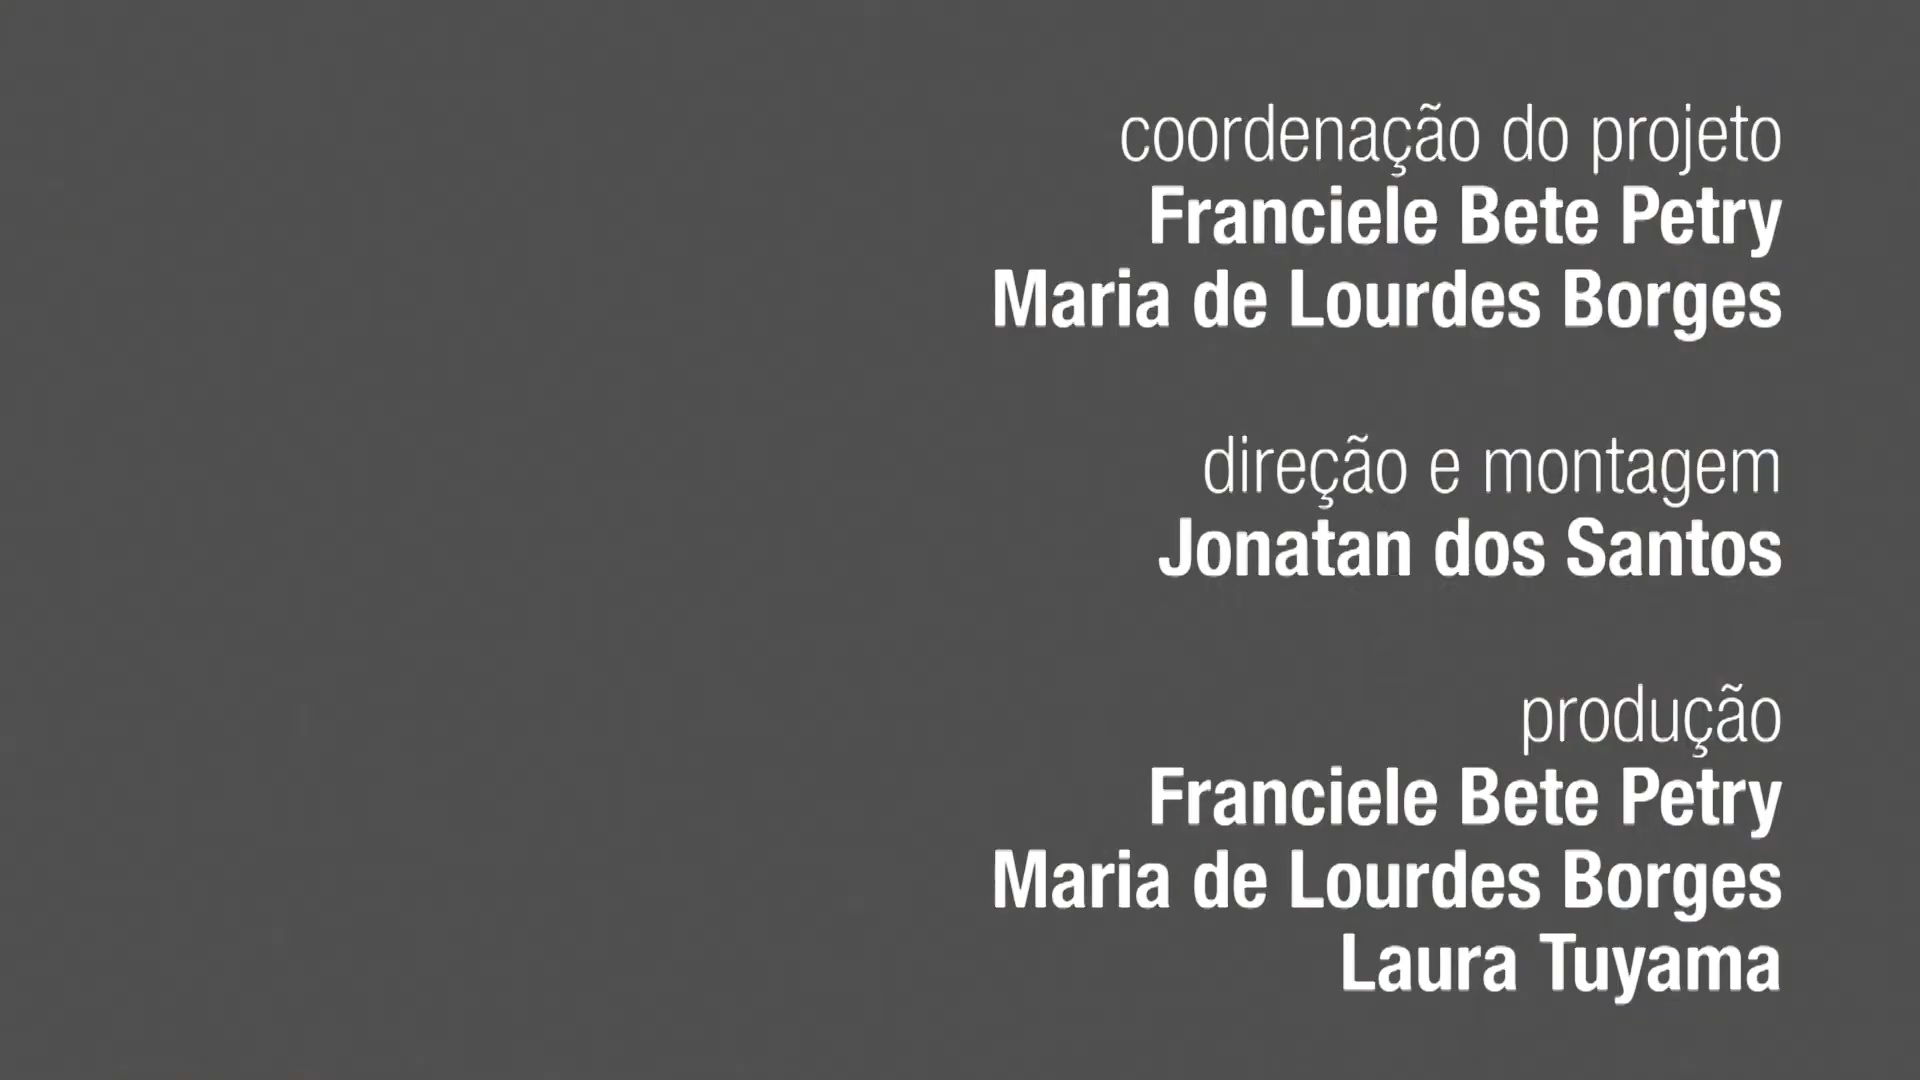 coordenação do projeto
Franciele Bete Petry
Maria de Lourdes Borges
direção e montagem
Jonatan dos Santos
produção
Franciele Bete Petry
Maria de Lourdes Borges
Laura Tuyama